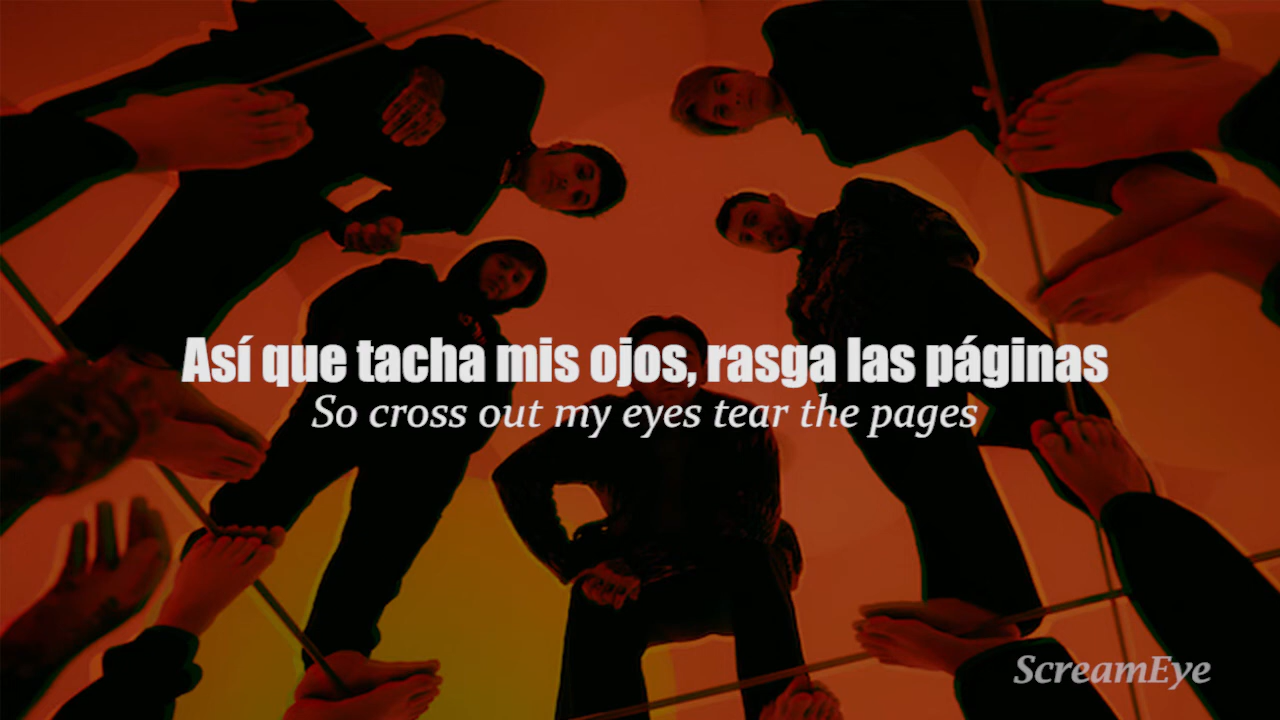 Así que tacha mis ojos, rasga las páginas
So cross out my eyes tear the pages
ScreamEye